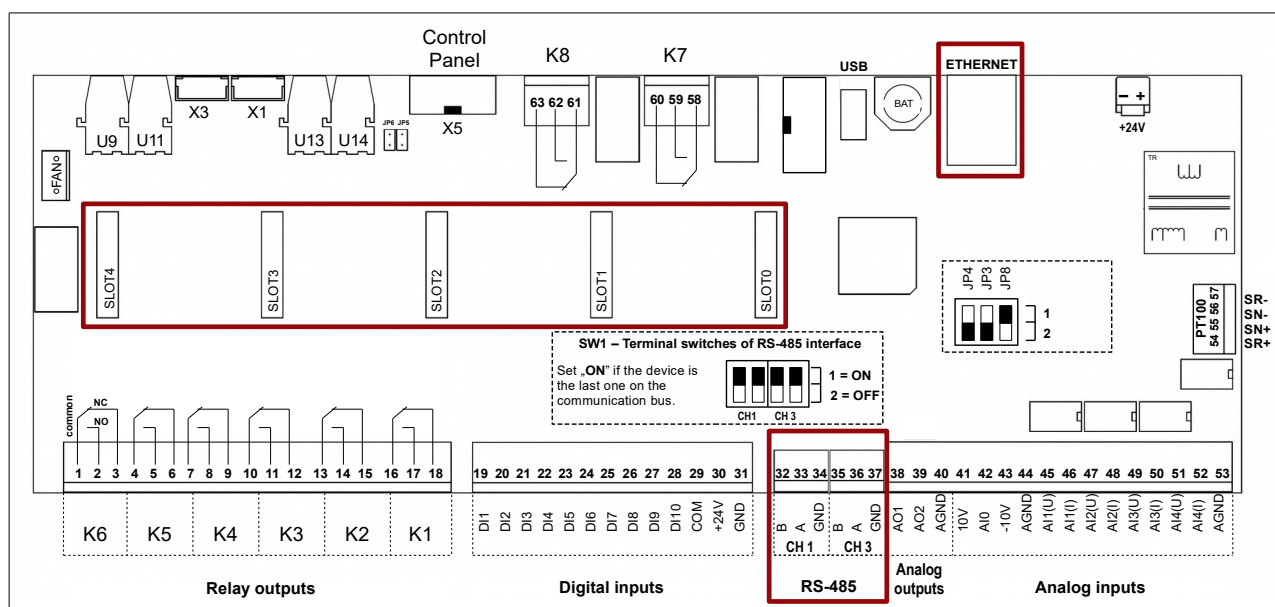 Control
Panel
K8
K7
USB
ETHERNET
X3
X1
X5
63 62 61
60 59 58
BAT
- +
+24V
U9
U11
U13
U14
JP6
JP5
FAN
TR
SLOT4
SLOT3
SLOT2
SLOT1
SLOT0
JP4
JP3
JP8
1
2
PT100
54 55 56 57
SR-
SN-
SN+
SR+
SW1 – Terminal switches of RS-485 interface
Set „ON” if the device is
the last one on the
communication bus.
1 = ON
2 = OFF
CH1
CH 3
common
NC
NO
1 2 3 4 5 6 7 8 9 10 11 12 13 14 15 16 17 18
19 20 21 22 23 24 25 26 27 28 29 30 31
32 33 34 35 36 37 38 39 40 41 42 43 44 45 46 47 48 49 50 51 52 53
K6
K5
K4
K3
K2
K1
DI1
DI2
DI3
DI4
DI5
DI6
DI7
DI8
DI9
DI10
COM
+24V
GND
B
A
GND
B
A
GND
CH 1
CH 3
AO1
AO2
AGND
10V
AI0
-10V
AGND
AI1(U)
AI1(I)
AI2(U)
AI2(I)
AI3(U)
AI3(I)
AI4(U)
AI4(I)
AGND
Relay outputs
Digital inputs
RS-485
Analog
outputs
Analog inputs